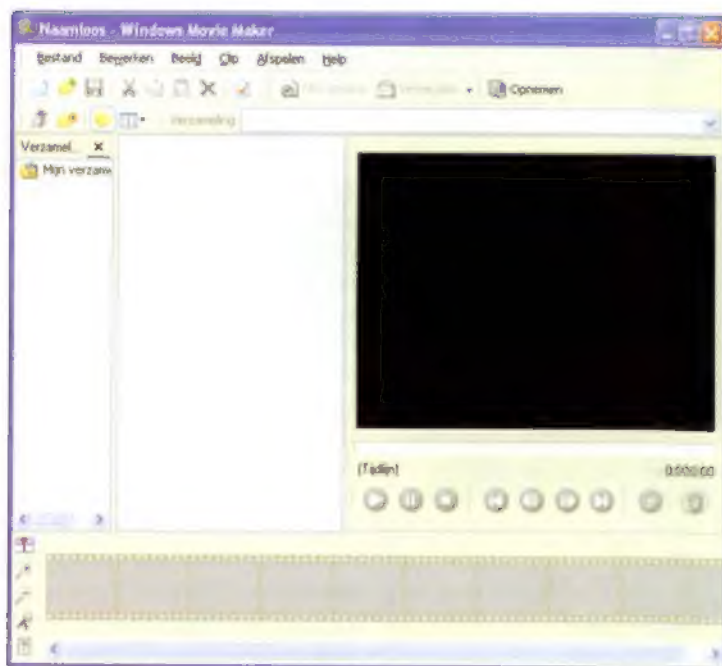 Naamloos - Windows Movie Maker
Bestand Bewerken Beeld Clip Afspelen Help
Opnemen
Verzameling
Verzamel... X
Mijn verzam
(Tijdlijn) 0:00:00.00